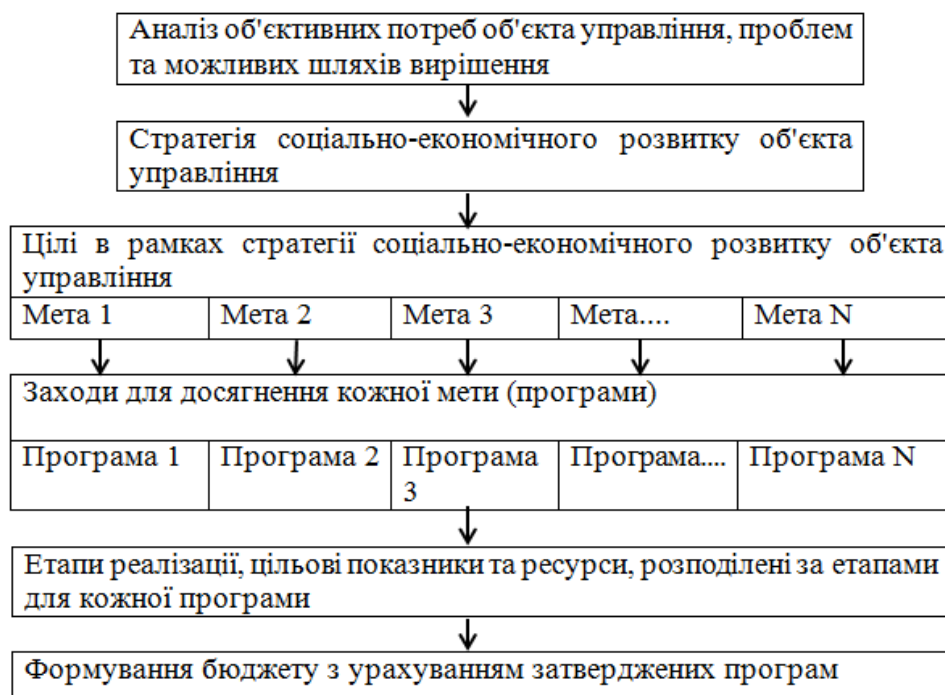 Аналіз об'єктивних потреб об'єкта управління, проблем
та можливих шляхів вирішення
Стратегія соціально-економічного розвитку об'єкта
управління
Цілі в рамках стратегії соціально-економічного розвитку об'єкта
управління
Мета 1 Мета 2 Мета 3 Мета.... Мета N
Заходи для досягнення кожної мети (програми)
Програма 1 Програма 2 Програма Програма.... Програма N
3
Етапи реалізації, цільові показники та ресурси, розподілені за етапами
для кожної програми
Формування бюджету з урахуванням затверджених програм